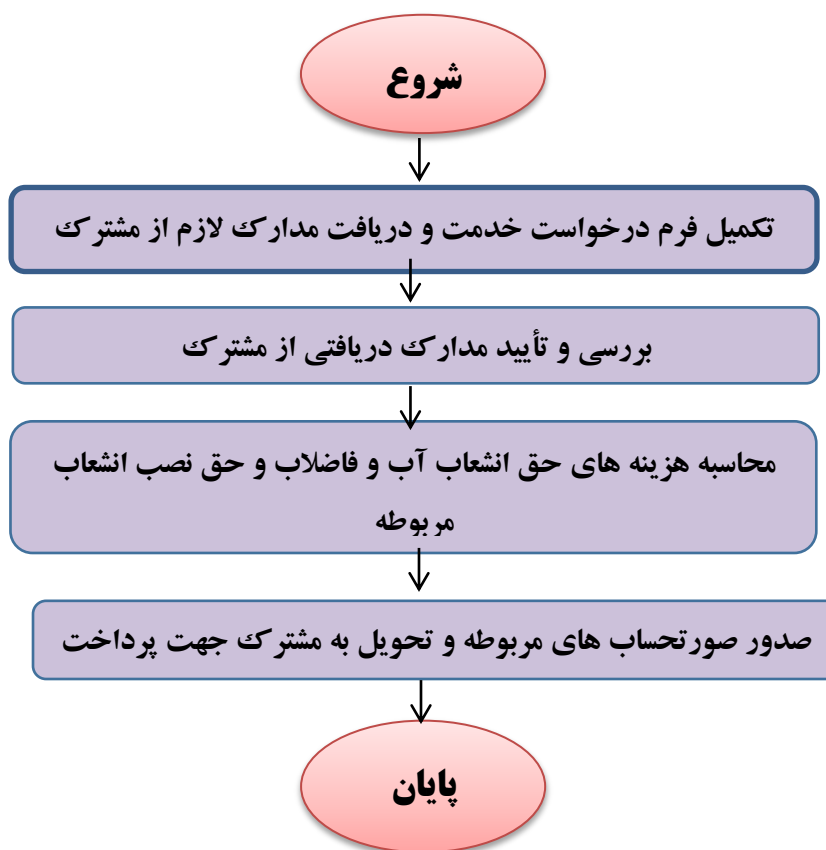 شروع
تکمیل فرم درخواست خدمت و دریافت مدارک لازم از مشترک
بررسی و تأیید مدارک دریافتی از مشترک
محاسبه هزینه های حق انشعاب آب و فاضلاب و حق نصب انشعاب
مربوطه
صدور صورتحساب های مربوطه و تحویل به مشترک جهت پرداخت
پایان